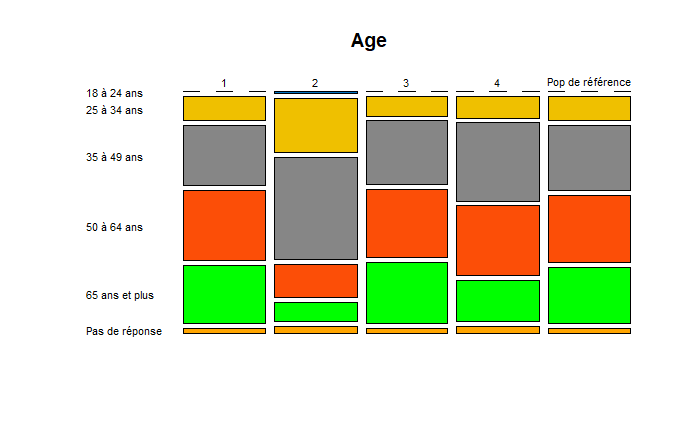 Age
1 2 3 4 Pop de référence
18 à 24 ans
25 à 34 ans
35 à 49 ans
50 à 64 ans
65 ans et plus
Pas de réponse